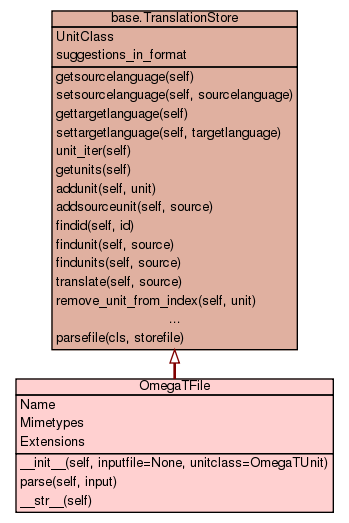 base.TranslationStore
UnitClass
suggestions_in_format
getsourcelanguage(self)
setsourcelanguage(self, sourcelanguage)
gettargetlanguage(self)
settargetlanguage(self, targetlanguage)
unit_iter(self)
getunits(self)
addunit(self, unit)
addsourceunit(self, source)
findid(self, id)
findunit(self, source)
findunits(self, source)
translate(self, source)
remove_unit_from_index(self, unit)
...
parsefile(cls, storefile)
OmegaTFile
Name
Mimetypes
Extensions
__init__(self, inputfile=None, unitclass=OmegaTUnit)
parse(self, input)
__str__(self)